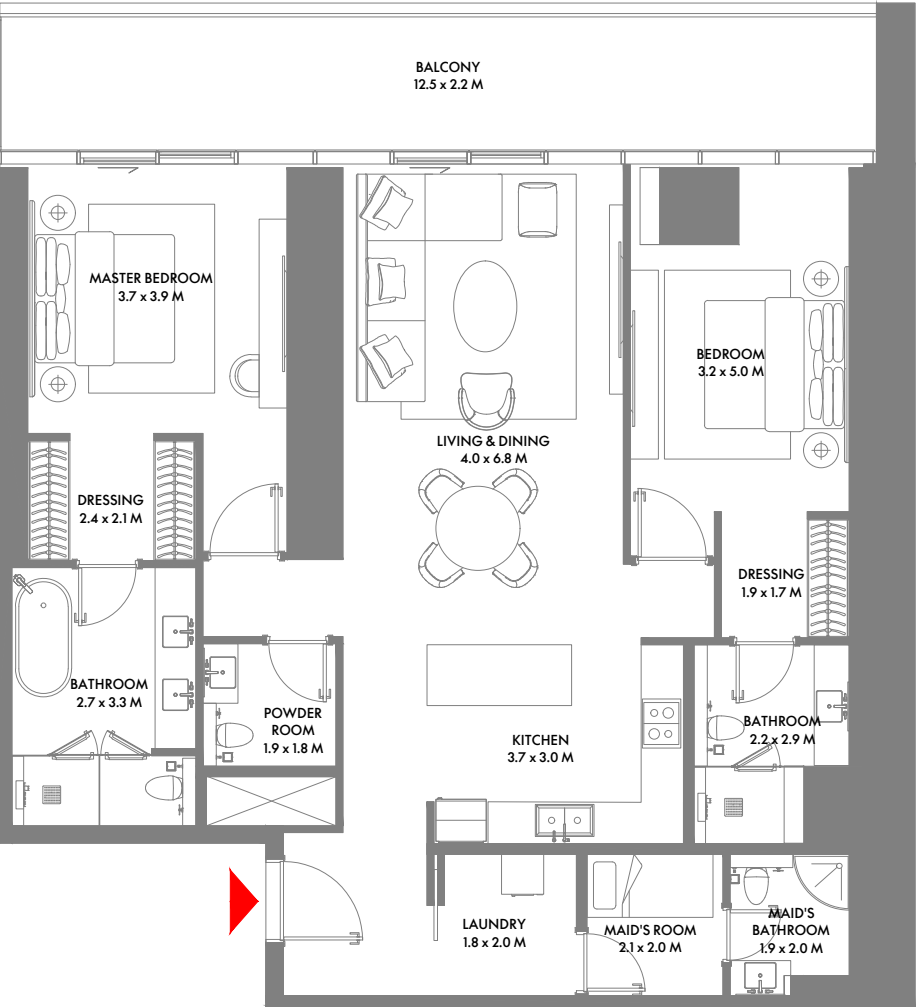 BALCONY
12.5 x 2.2 M
MASTER BEDROOM
3.7 x 3.9 M
BEDROOM
3.2 x 5.0 M
LIVING & DINING
4.0 x 6.8 M
DRESSING
2.4 x 2.1 M
DRESSING
1.9 x 1.7 M
BATHROOM
2.7 x 3.3 M
POWDER
ROOM
1.9 x 1.8 M
KITCHEN
3.7 x 3.0 M
BATHROOM
2.2 x 2.9 M
LAUNDRY
1.8 x 2.0 M
MAID'S ROOM
2.1 x 2.0 M
MAID'S
BATHROOM
1.9 x 2.0 M